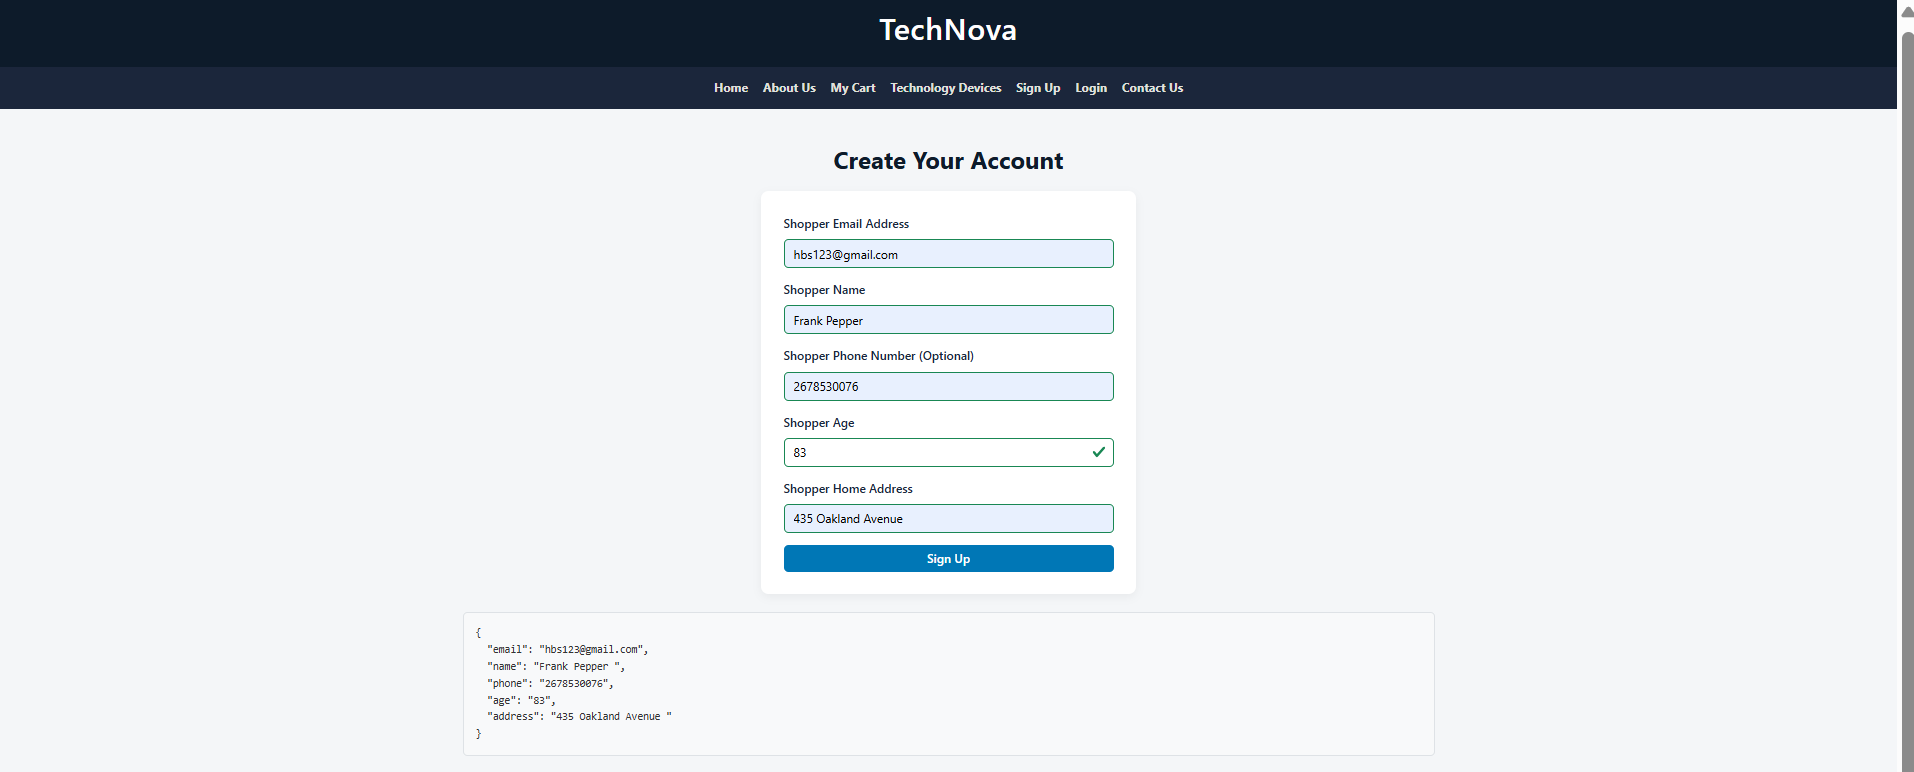 TechNova
Home About Us My Cart Technology Devices Sign Up Login Contact Us
Create Your Account
Shopper Email Address
hbs123@gmail.com
Shopper Name
Frank Pepper
Shopper Phone Number (Optional)
2678530076
Shopper Age
83
Shopper Home Address
435 Oakland Avenue
Sign Up
{
  "email": "hbs123@gmail.com",
  "name": "Frank Pepper ",
  "phone": "2678530076",
  "age": "83",
  "address": "435 Oakland Avenue "
}